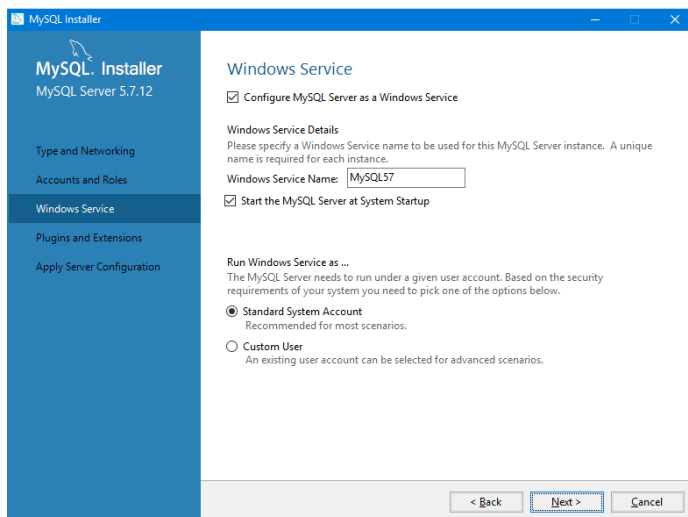 MySQL Installer
MySQL. Installer
MySQL Server 5.7.12
Type and Networking
Accounts and Roles
Windows Service
Plugins and Extensions
Apply Server Configuration
Windows Service
Configure MySQL Server as a Windows Service
Windows Service Details
Please specify a Windows Service name to be used for this MySQL Server instance. A unique
name is required for each instance.
Windows Service Name: MySQL57
Start the MySQL Server at System Startup
Run Windows Service as ...
The MySQL Server needs to run under a given user account. Based on the security
requirements of your system you need to pick one of the options below.
Standard System Account
Recommended for most scenarios.
Custom User
An existing user account can be selected for advanced scenarios.
< Back Next > Cancel